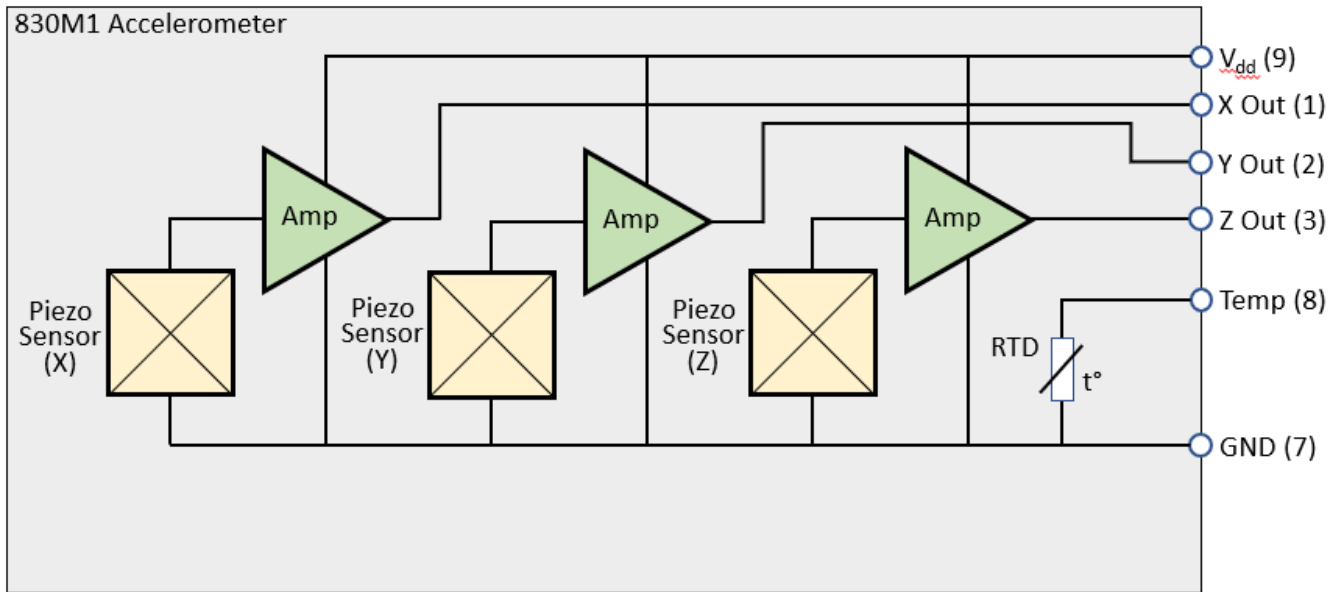 830M1 Accelerometer
Vdd (9)
X Out (1)
Y Out (2)
Z Out (3)
Temp (8)
GND (7)
Amp
Amp
Amp
Piezo
Sensor
(X)
Piezo
Sensor
(Y)
Piezo
Sensor
(Z)
RTD
t°